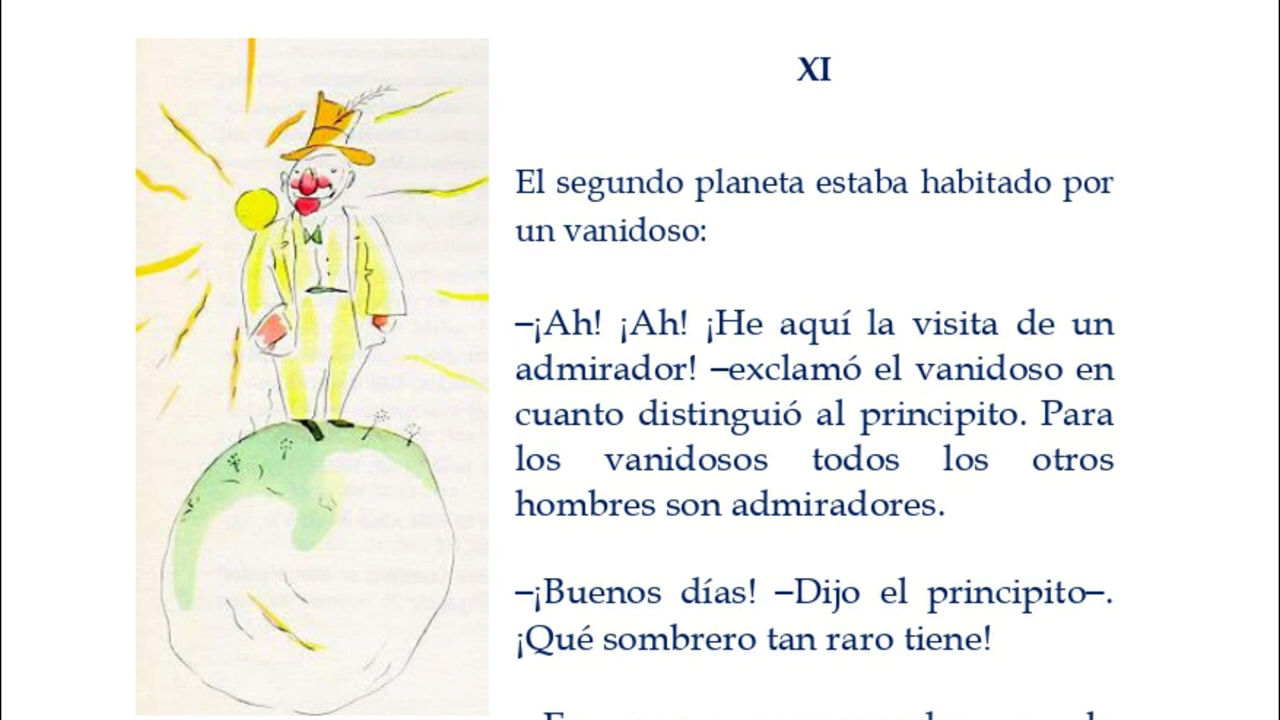 XI
El segundo planeta estaba habitado por
un vanidoso:
–¡Ah! ¡Ah! ¡He aquí la visita de un
admirador! –exclamó el vanidoso en
cuanto distinguió al principito. Para
los vanidosos todos los otros
hombres son admiradores.
–¡Buenos días! –Dijo el principito–.
¡Qué sombrero tan raro tiene!